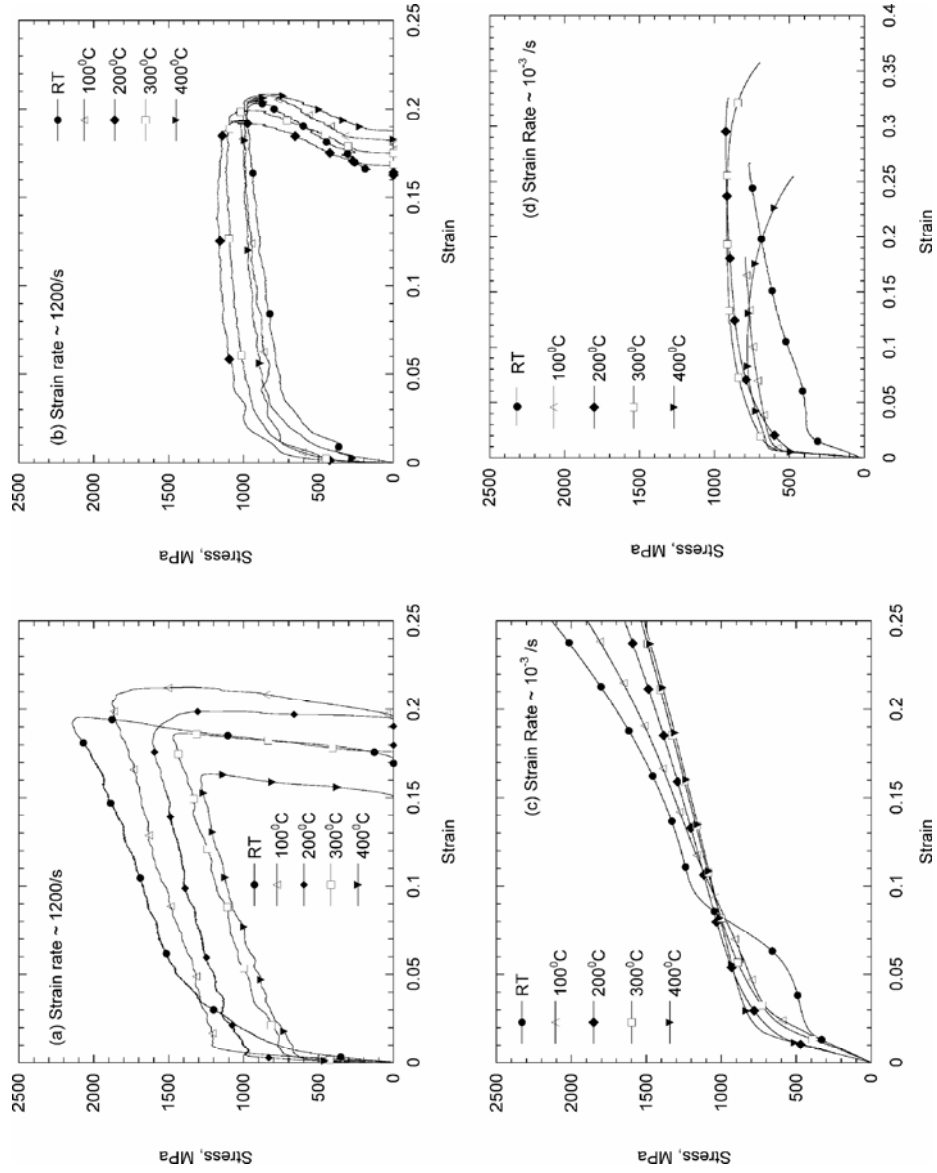 2500
2000
1500
1000
500
0
Stress, MPa
(a) Strain rate ~ 1200/s
RT
100⁰C
200⁰C
300⁰C
400⁰C
0
0.05
0.1
0.15
0.2
0.25
Strain
2500
2000
1500
1000
500
0
Stress, MPa
(b) Strain rate ~ 1200/s
RT
100⁰C
200⁰C
300⁰C
400⁰C
0
0.05
0.1
0.15
0.2
0.25
Strain
2500
2000
1500
1000
500
0
Stress, MPa
(c) Strain Rate ~ 10⁻³ /s
RT
100⁰C
200⁰C
300⁰C
400⁰C
0
0.05
0.1
0.15
0.2
0.25
Strain
2500
2000
1500
1000
500
0
Stress, MPa
(d) Strain Rate ~ 10⁻³ /s
RT
100⁰C
200⁰C
300⁰C
400⁰C
0
0.05
0.1
0.15
0.2
0.25
0.3
0.35
0.4
Strain